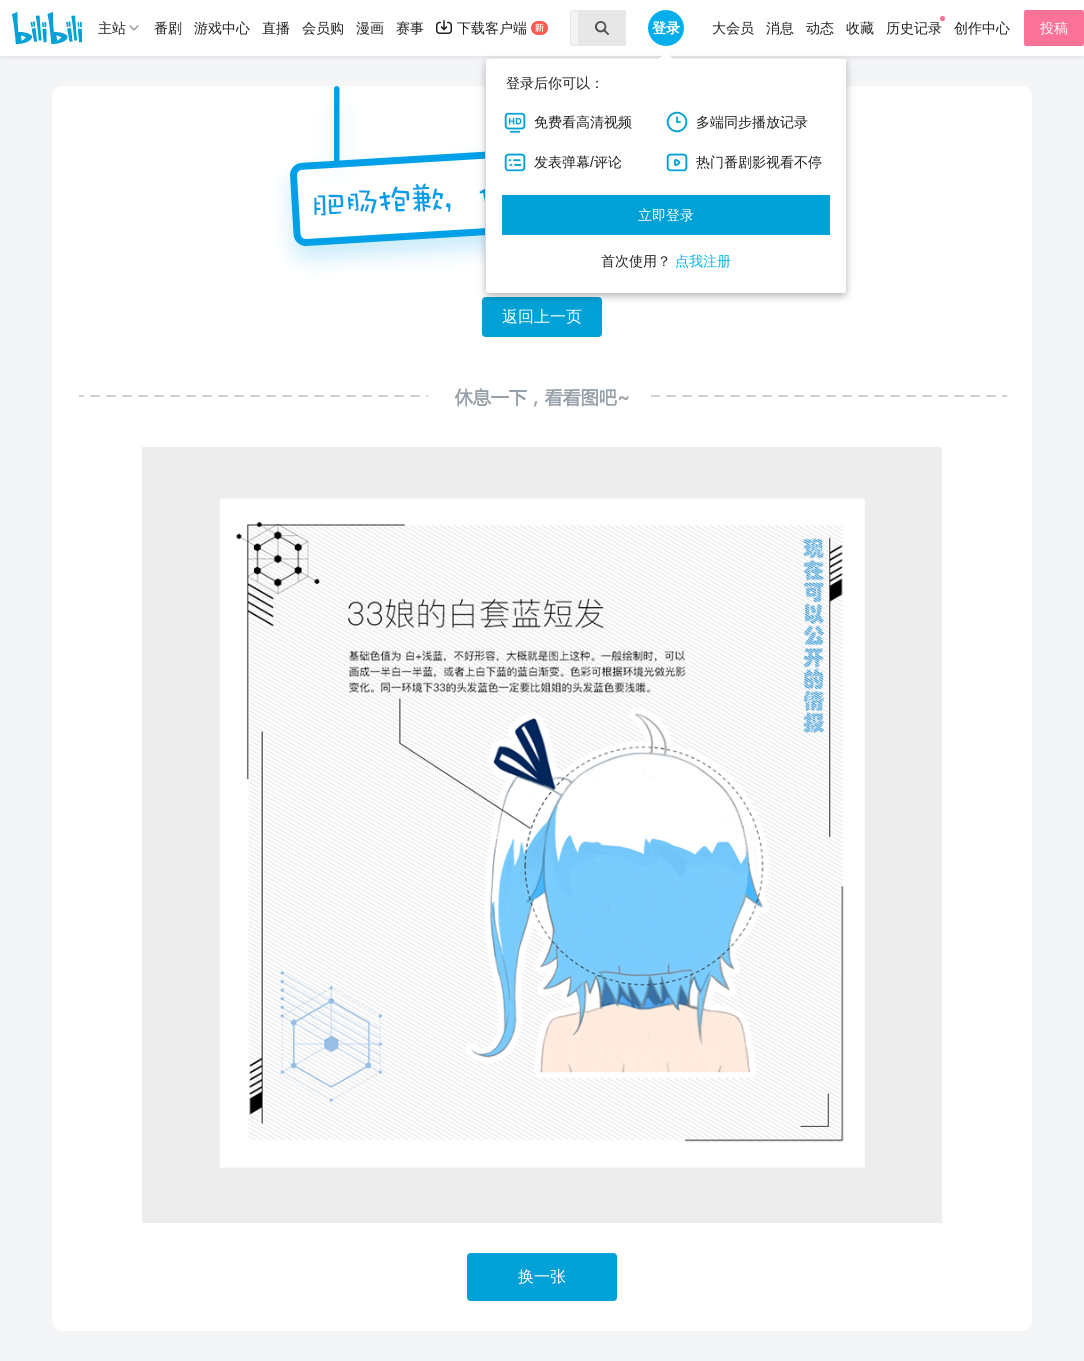 bilibili 主站 番剧 游戏中心 直播 会员购 漫画 赛事 下载客户端 新 登录 大会员 消息 动态 收藏 历史记录 创作中心 投稿
登录后你可以：
HD 免费看高清视频 多端同步播放记录
发表弹幕/评论 热门番剧影视看不停
立即登录
首次使用？ 点我注册
肥肠抱歉，
返回上一页
休息一下，看看图吧~
现在可以公开的情报
33娘的白套蓝短发
基础色值为 白+浅蓝，不好形容，大概就是图上这种。一般绘制时，可以
画成一半白一半蓝，或者上白下蓝的蓝白渐变。色彩可根据环境光做光影
变化。同一环境下33的头发蓝色一定要比姐姐的头发蓝色要浅哦。
换一张